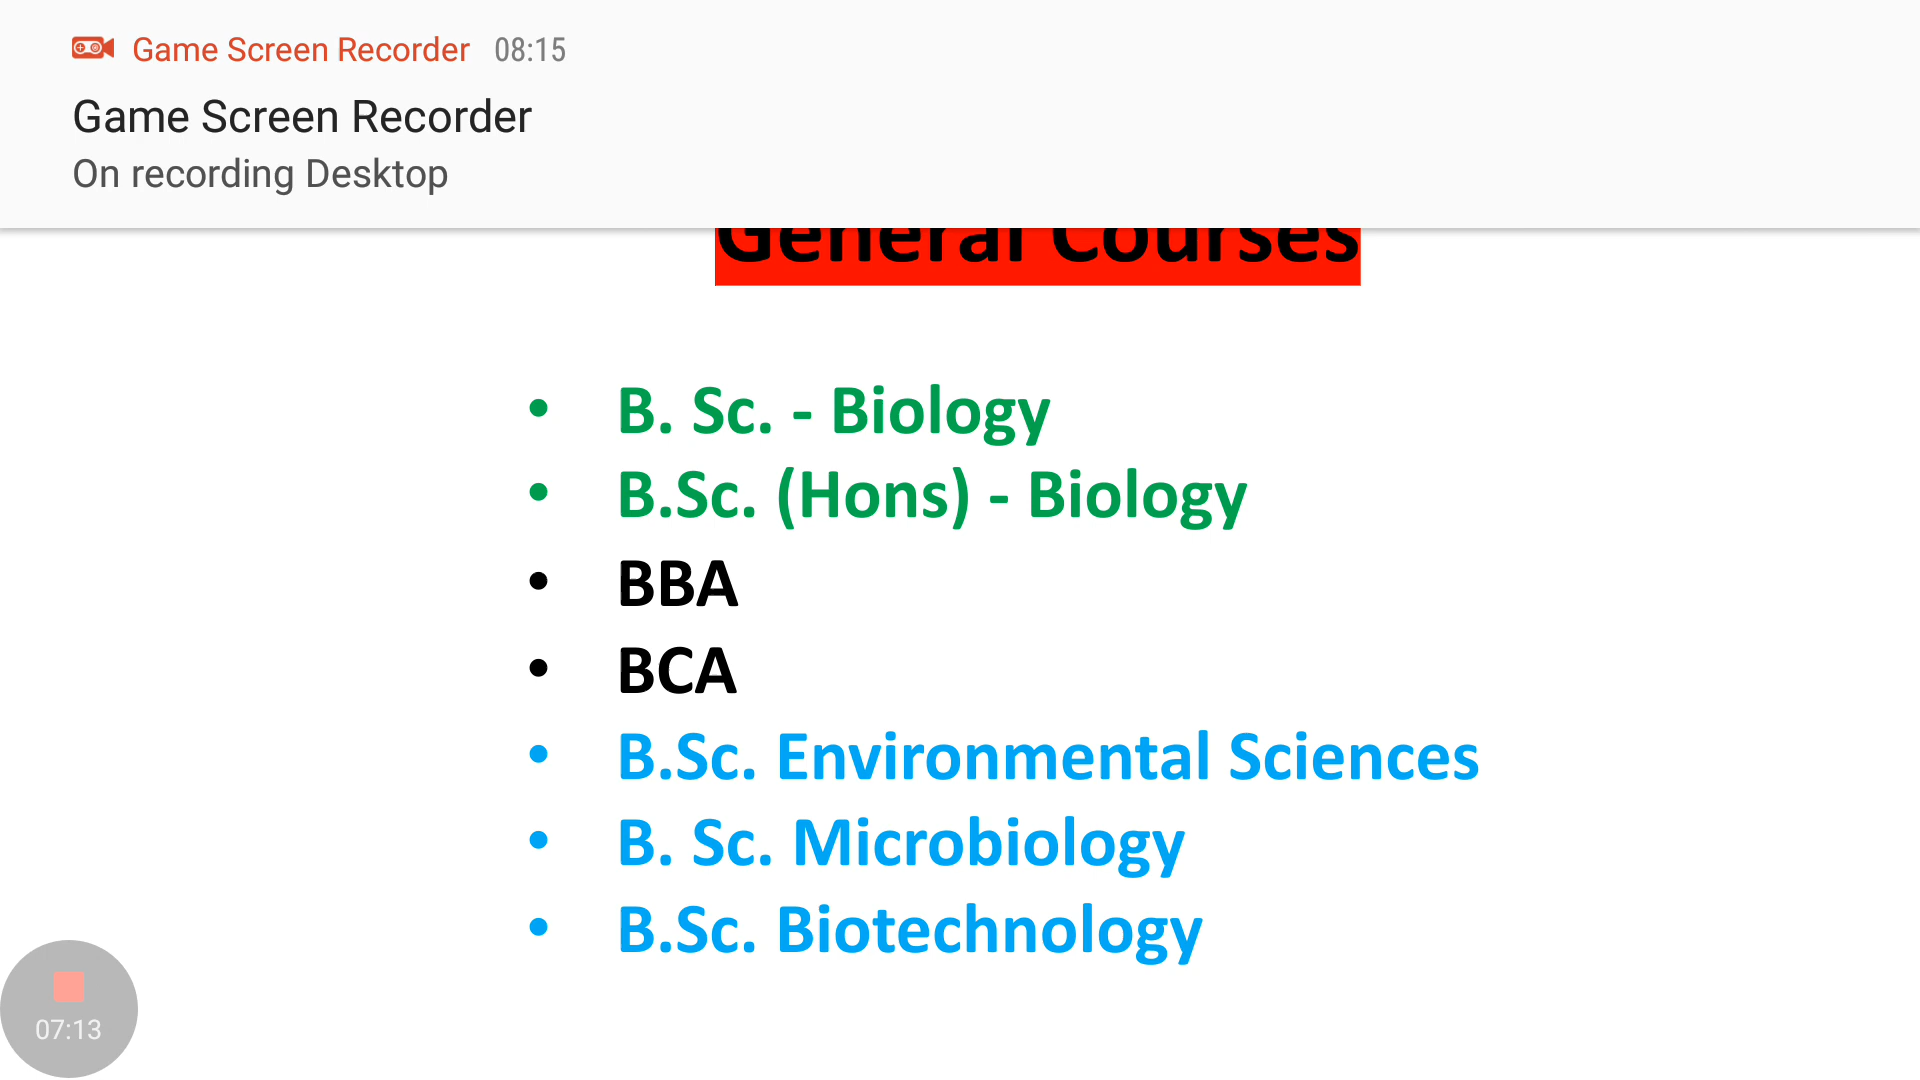 Game Screen Recorder 08:15
Game Screen Recorder
On recording Desktop
General Courses
• B. Sc. - Biology
• B.Sc. (Hons) - Biology
• BBA
• BCA
• B.Sc. Environmental Sciences
• B. Sc. Microbiology
• B.Sc. Biotechnology
07:13